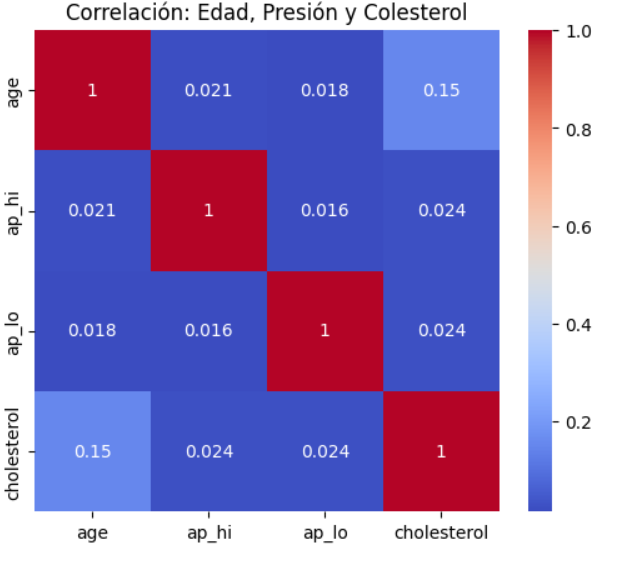 Correlación: Edad, Presión y Colesterol
age 1 0.021 0.018 0.15
ap_hi 0.021 1 0.016 0.024
ap_lo 0.018 0.016 1 0.024
cholesterol 0.15 0.024 0.024 1
age ap_hi ap_lo cholesterol
1.0
0.8
0.6
0.4
0.2